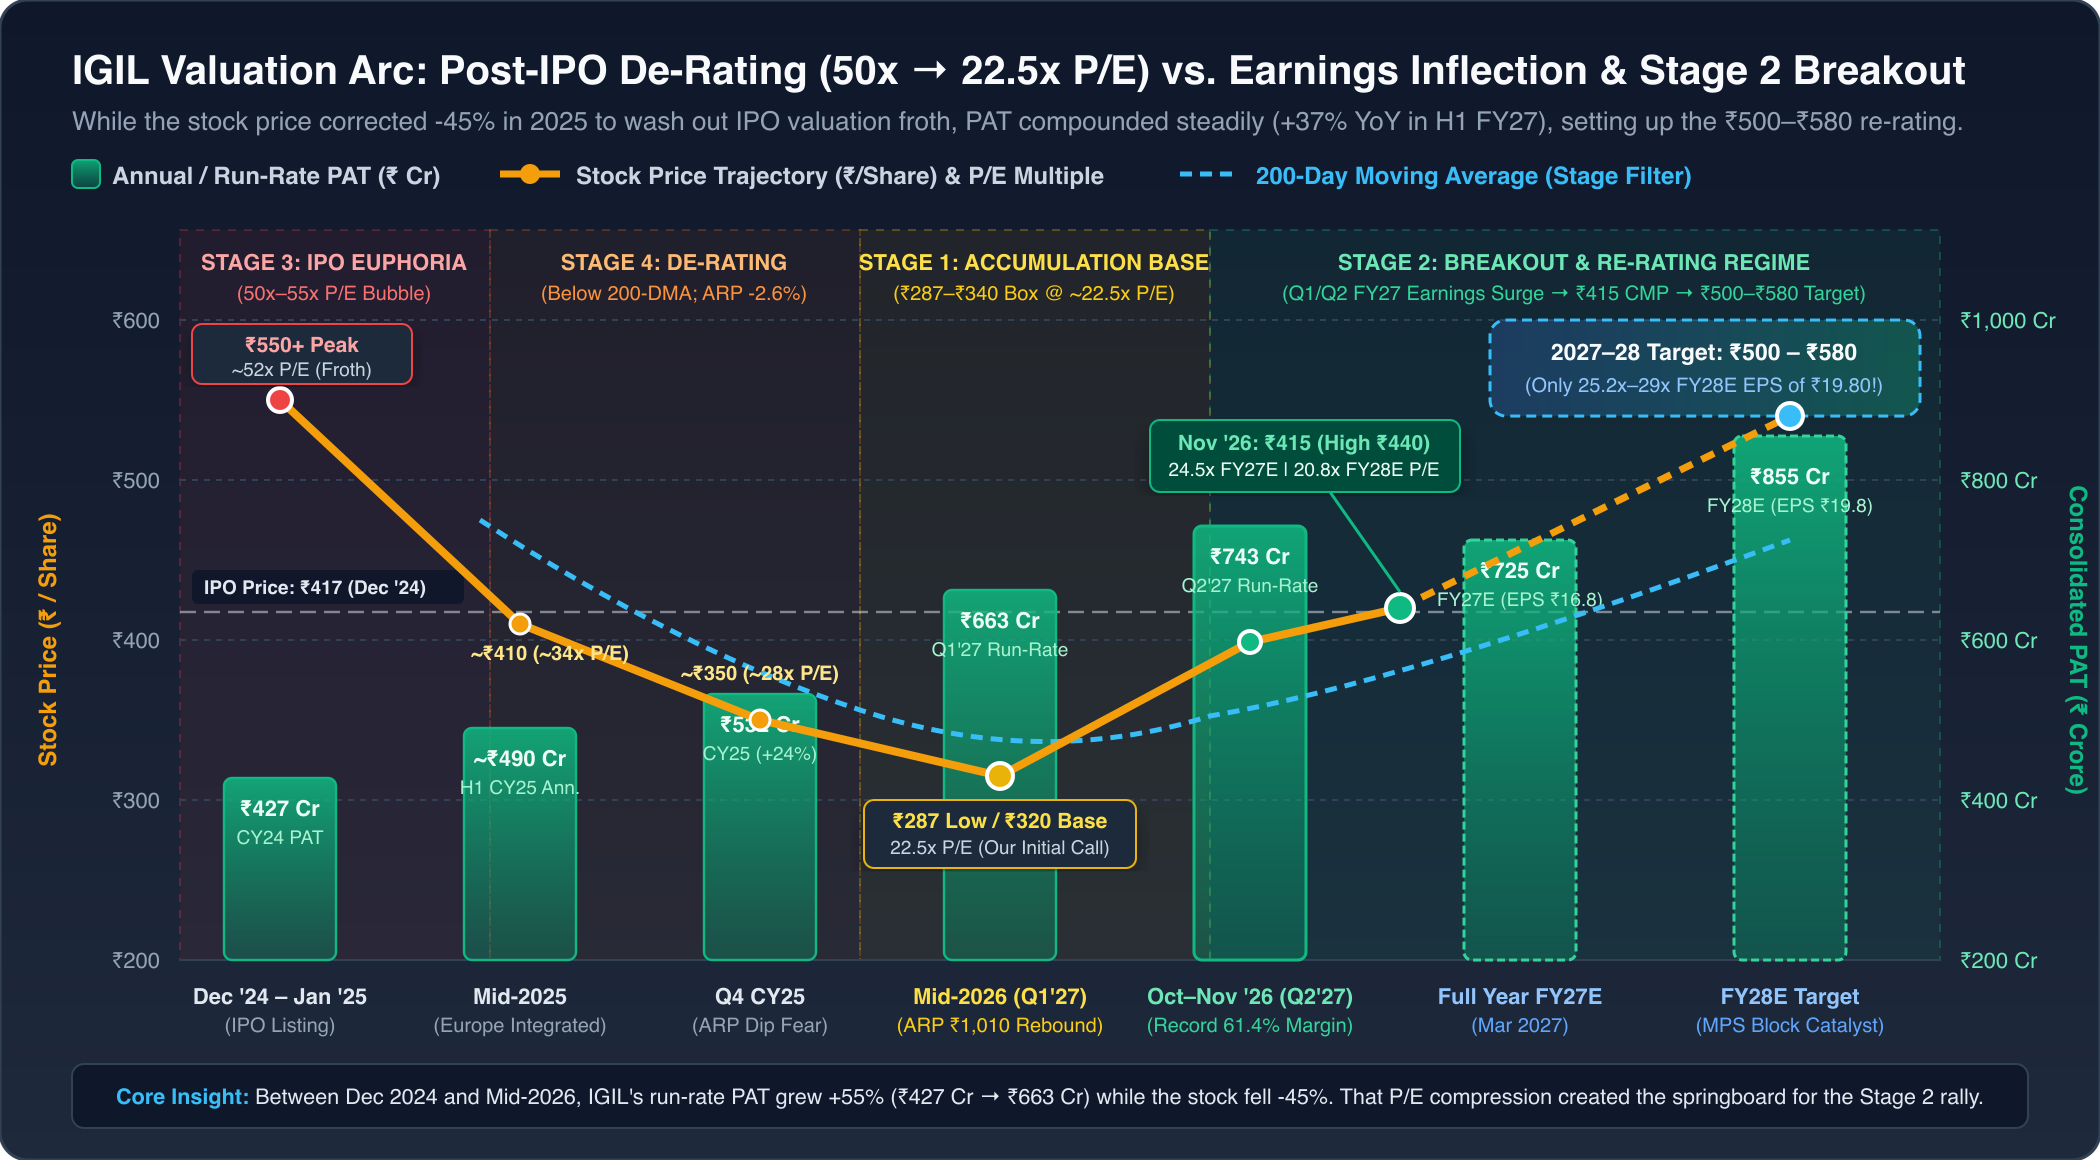 IGIL Valuation Arc: Post-IPO De-Rating (50x → 22.5x P/E) vs. Earnings Inflection & Stage 2 Breakout
While the stock price corrected -45% in 2025 to wash out IPO valuation froth, PAT compounded steadily (+37% YoY in H1 FY27), setting up the ₹500–₹580 re-rating.
Annual / Run-Rate PAT (₹ Cr)
Stock Price Trajectory (₹/Share) & P/E Multiple
200-Day Moving Average (Stage Filter)
STAGE 3: IPO EUPHORIA
(50x–55x P/E Bubble)
STAGE 4: DE-RATING
(Below 200-DMA; ARP -2.6%)
STAGE 1: ACCUMULATION BASE
(₹287–₹340 Box @ ~22.5x P/E)
STAGE 2: BREAKOUT & RE-RATING REGIME
(Q1/Q2 FY27 Earnings Surge → ₹415 CMP → ₹500–₹580 Target)
₹600
₹500
₹400
₹300
₹200
Stock Price (₹ / Share)
₹1,000 Cr
₹800 Cr
₹600 Cr
₹400 Cr
₹200 Cr
Consolidated PAT (₹ Crore)
₹550+ Peak
~52x P/E (Froth)
2027–28 Target: ₹500 – ₹580
(Only 25.2x–29x FY28E EPS of ₹19.80!)
Nov '26: ₹415 (High ₹440)
24.5x FY27E | 20.8x FY28E P/E
IPO Price: ₹417 (Dec '24)
~₹410 (~34x P/E)
~₹350 (~28x P/E)
₹287 Low / ₹320 Base
22.5x P/E (Our Initial Call)
₹427 Cr
CY24 PAT
~₹490 Cr
H1 CY25 Ann.
Cr
CY25 (+24%)
₹663 Cr
Q1'27 Run-Rate
₹743 Cr
Q2'27 Run-Rate
₹725 Cr
FY27E (EPS ₹16.8)
₹855 Cr
FY28E (EPS ₹19.8)
Dec '24 – Jan '25
(IPO Listing)
Mid-2025
(Europe Integrated)
Q4 CY25
(ARP Dip Fear)
Mid-2026 (Q1'27)
(ARP ₹1,010 Rebound)
Oct–Nov '26 (Q2'27)
(Record 61.4% Margin)
Full Year FY27E
(Mar 2027)
FY28E Target
(MPS Block Catalyst)
Core Insight: Between Dec 2024 and Mid-2026, IGIL's run-rate PAT grew +55% (₹427 Cr → ₹663 Cr) while the stock fell -45%. That P/E compression created the springboard for the Stage 2 rally.